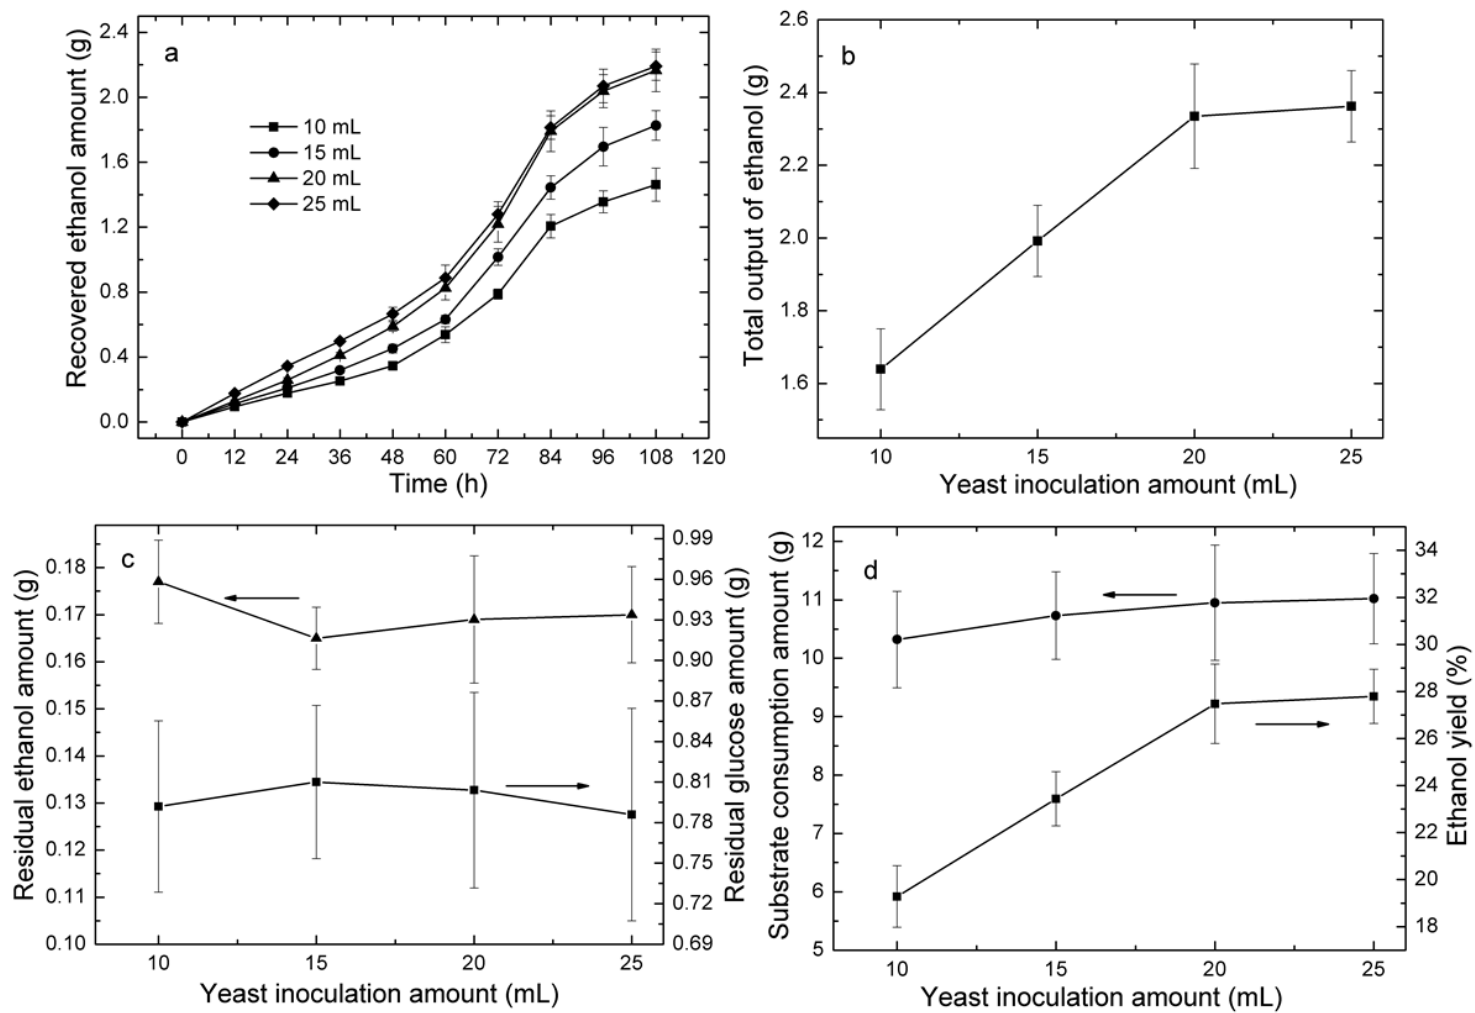 a
Recovered ethanol amount (g)
2.4
2.0
1.6
1.2
0.8
0.4
0.0
10 mL
15 mL
20 mL
25 mL
0 12 24 36 48 60 72 84 96 108 120
Time (h)
b
Total output of ethanol (g)
2.6
2.4
2.2
2.0
1.8
1.6
10 15 20 25
Yeast inoculation amount (mL)
c
Residual ethanol amount (g)
0.18
0.17
0.16
0.15
0.14
0.13
0.12
0.11
0.10
Residual glucose amount (g)
0.99
0.96
0.93
0.90
0.87
0.84
0.81
0.78
0.75
0.72
0.69
10 15 20 25
Yeast inoculation amount (mL)
d
Substrate consumption amount (g)
12
11
10
9
8
7
6
5
Ethanol yield (%)
34
32
30
28
26
24
22
20
18
10 15 20 25
Yeast inoculation amount (mL)